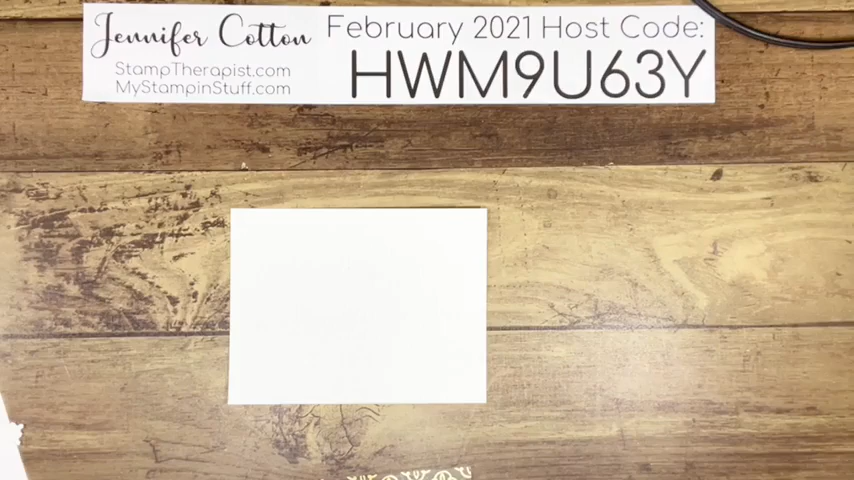 Jennifer Cotton
StampTherapist.com
MyStampinStuff.com
February 2021 Host Code:
HWM9U63Y